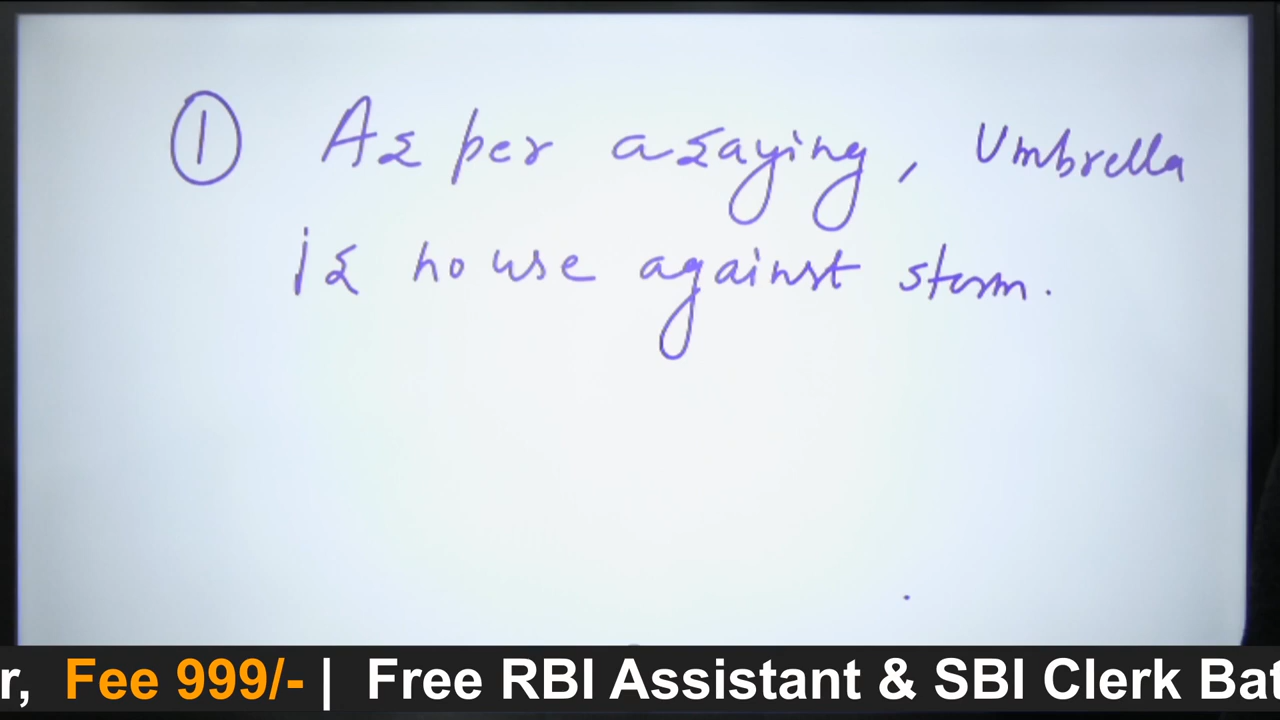 ① As per a saying, Umbrella
is house against storm.
r, Fee 999/- | Free RBI Assistant & SBI Clerk Bat